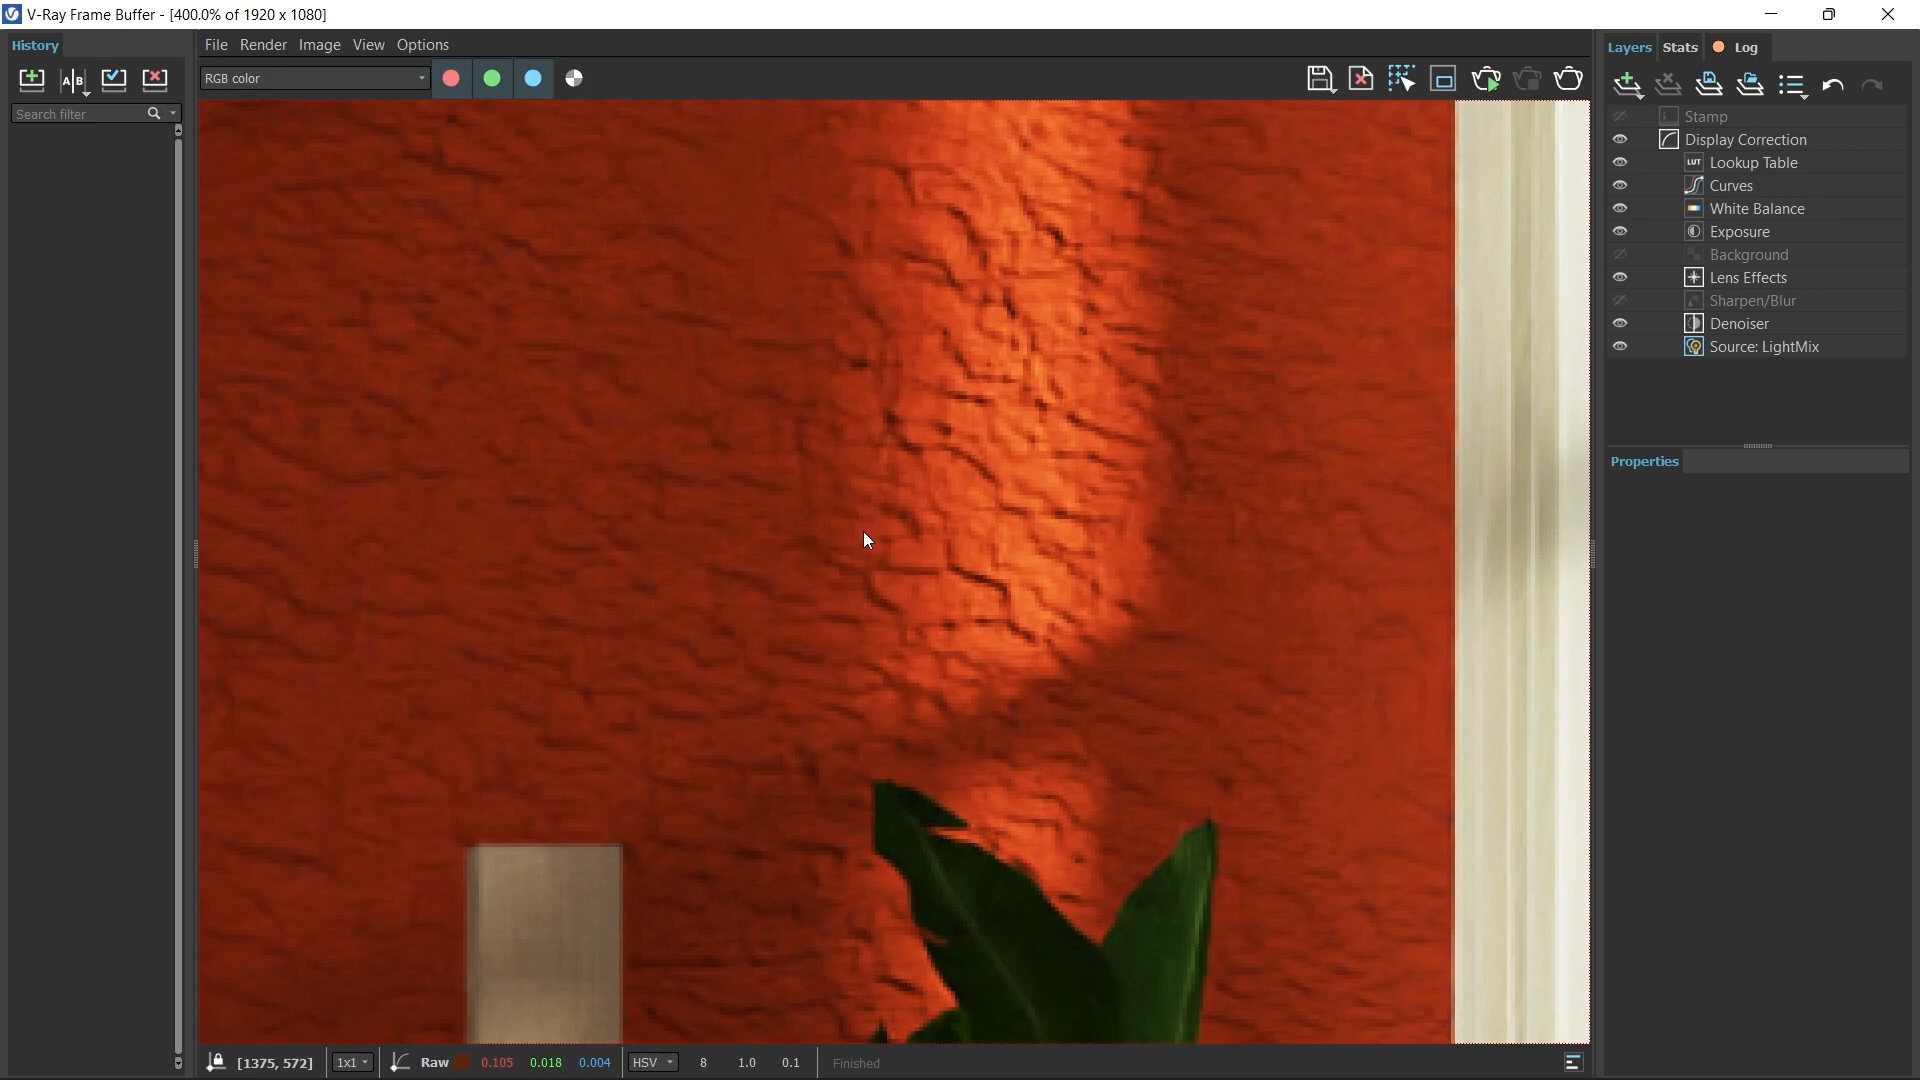 V-Ray Frame Buffer - [400.0% of 1920 x 1080]
History
File Render Image View Options
Layers Stats Log
A B
RGB color
Search filter
Stamp
Display Correction
LUT Lookup Table
Curves
White Balance
Exposure
Background
Lens Effects
Sharpen/Blur
Denoiser
Source: LightMix
Properties
[1375, 572] 1x1 Raw 0.105 0.018 0.004 HSV 8 1.0 0.1 Finished